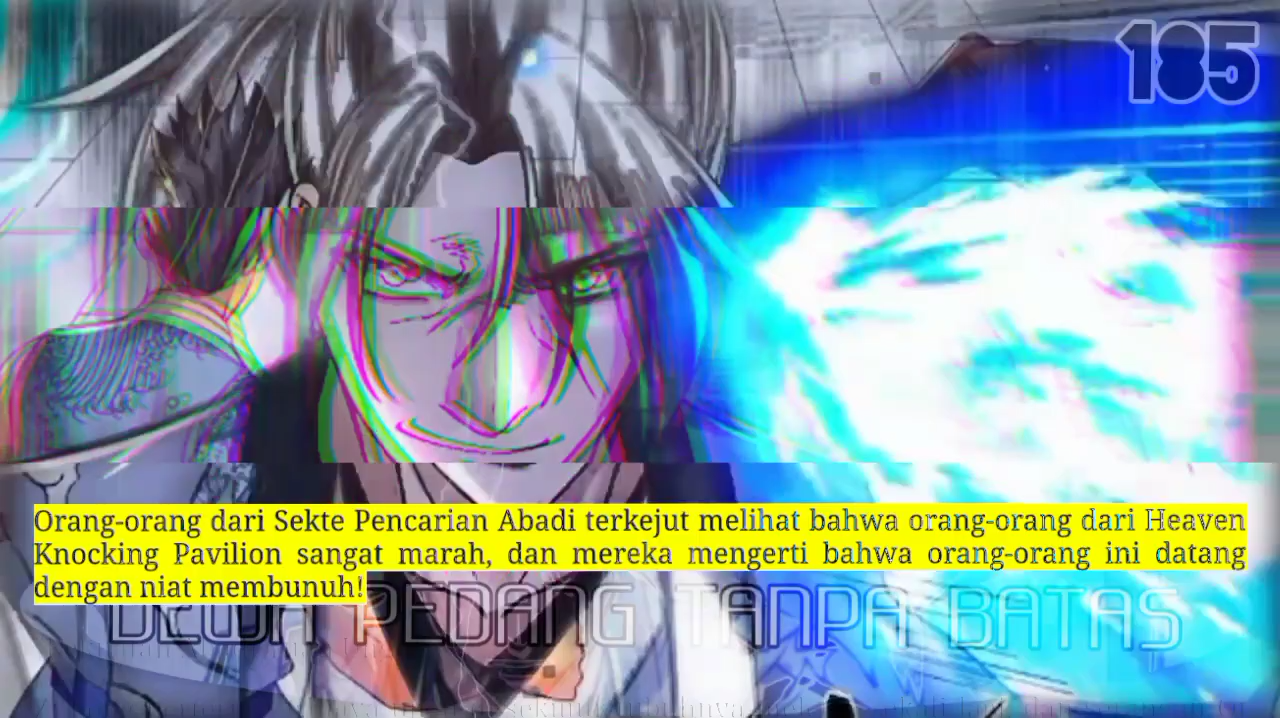 185
Orang-orang dari Sekte Pencarian Abadi terkejut melihat bahwa orang-orang dari Heaven
Knocking Pavilion sangat marah, dan mereka mengerti bahwa orang-orang ini datang
dengan niat membunuh!
DEWA PEDANG TANPA BATAS